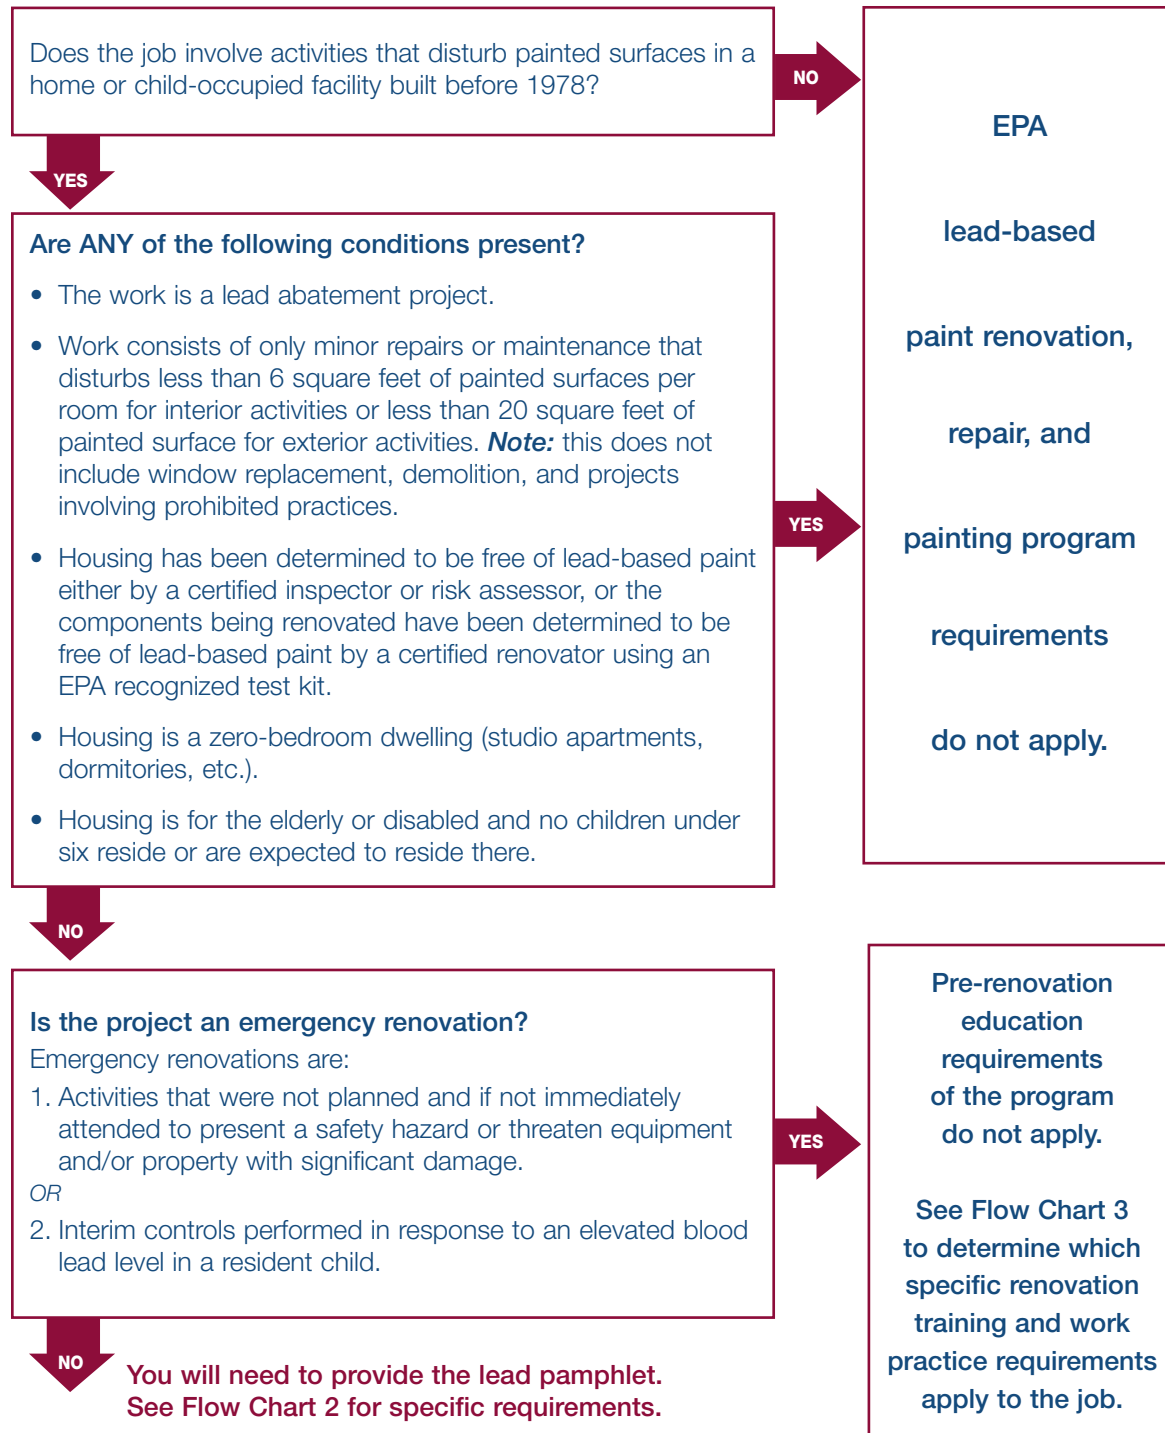 Does the job involve activities that disturb painted surfaces in a
home or child-occupied facility built before 1978?
NO
YES
EPA
lead-based
paint renovation,
repair, and
painting program
requirements
do not apply.
Are ANY of the following conditions present?
• The work is a lead abatement project.
• Work consists of only minor repairs or maintenance that
disturbs less than 6 square feet of painted surfaces per
room for interior activities or less than 20 square feet of
painted surface for exterior activities. Note: this does not
include window replacement, demolition, and projects
involving prohibited practices.
• Housing has been determined to be free of lead-based paint
either by a certified inspector or risk assessor, or the
components being renovated have been determined to be
free of lead-based paint by a certified renovator using an
EPA recognized test kit.
• Housing is a zero-bedroom dwelling (studio apartments,
dormitories, etc.).
• Housing is for the elderly or disabled and no children under
six reside or are expected to reside there.
YES
NO
Is the project an emergency renovation?
Emergency renovations are:
1. Activities that were not planned and if not immediately
attended to present a safety hazard or threaten equipment
and/or property with significant damage.
OR
2. Interim controls performed in response to an elevated blood
lead level in a resident child.
YES
Pre-renovation
education
requirements
of the program
do not apply.
See Flow Chart 3
to determine which
specific renovation
training and work
practice requirements
apply to the job.
NO
You will need to provide the lead pamphlet.
See Flow Chart 2 for specific requirements.